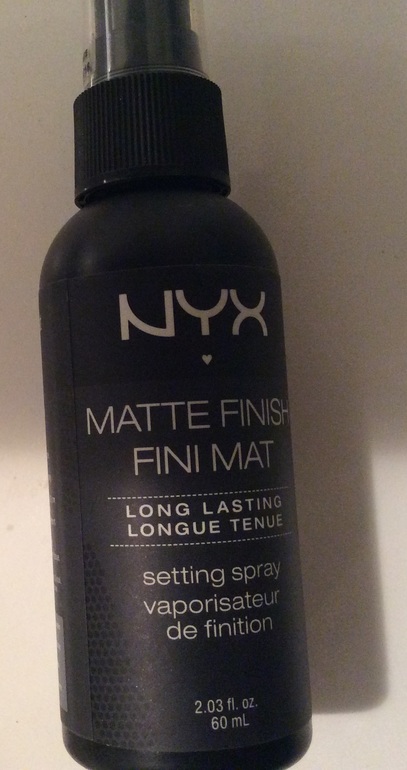 NYX
MATTE FINISH
FINI MAT
LONG LASTING
LONGUE TENUE
setting spray
vaporisateur
de finition
2.03 fl. oz.
60 mL